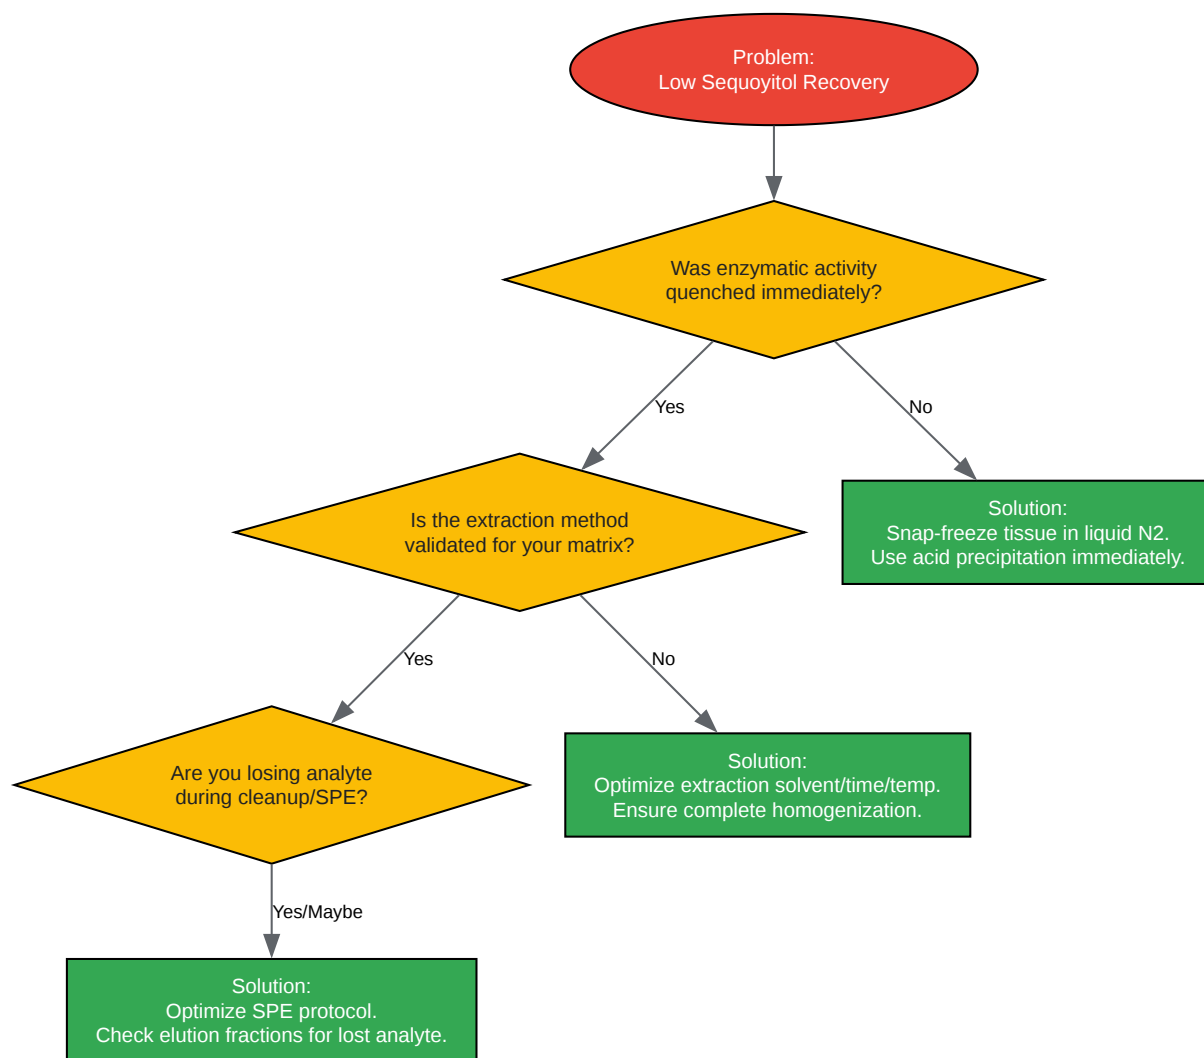 Problem:
Low Sequoyitol Recovery
Was enzymatic activity
quenched immediately?
Yes
No
Is the extraction method
validated for your matrix?
Solution:
Snap-freeze tissue in liquid N2.
Use acid precipitation immediately.
Yes
No
Are you losing analyte
during cleanup/SPE?
Solution:
Optimize extraction solvent/time/temp.
Ensure complete homogenization.
Yes/Maybe
Solution:
Optimize SPE protocol.
Check elution fractions for lost analyte.